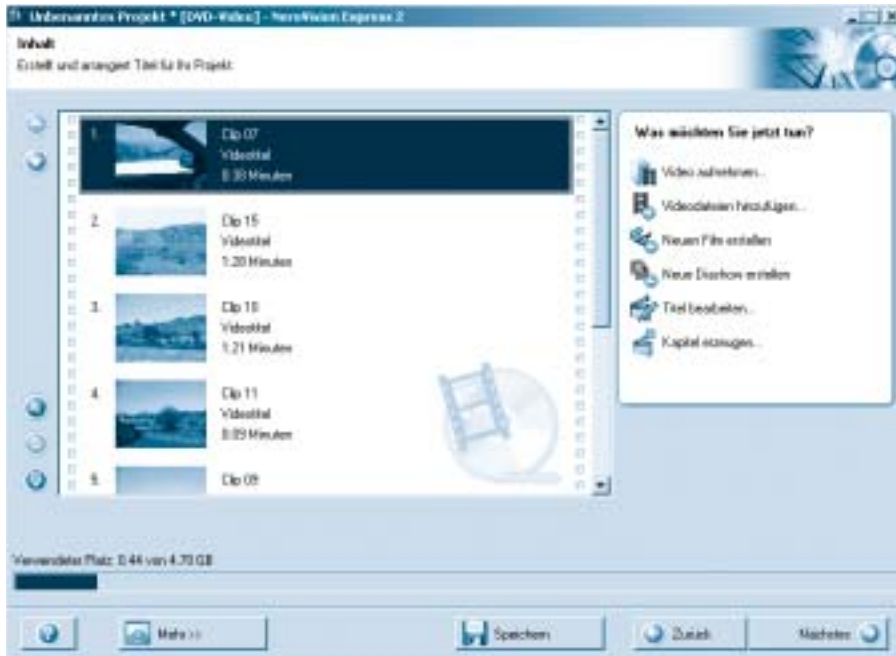 Unbenanntes Projekt * [DVD-Video] - NeroVision Express 2
Inhalt
Erstellt und arrangiert Titel für Ihr Projekt
1.
Clip 07
Videotitel
0:38 Minuten
2.
Clip 15
Videotitel
1:20 Minuten
3.
Clip 10
Videotitel
1:21 Minuten
4.
Clip 11
Videotitel
0:09 Minuten
5.
Clip 09
Was möchten Sie jetzt tun?
Video aufnehmen...
Videodateien hinzufügen...
Neuen Film erstellen
Neue Diashow erstellen
Titel bearbeiten...
Kapitel erzeugen...
Verwendeter Platz: 0.44 von 4.70 GB
?
Mehr >>
Speichern
Zurück
Nächstes